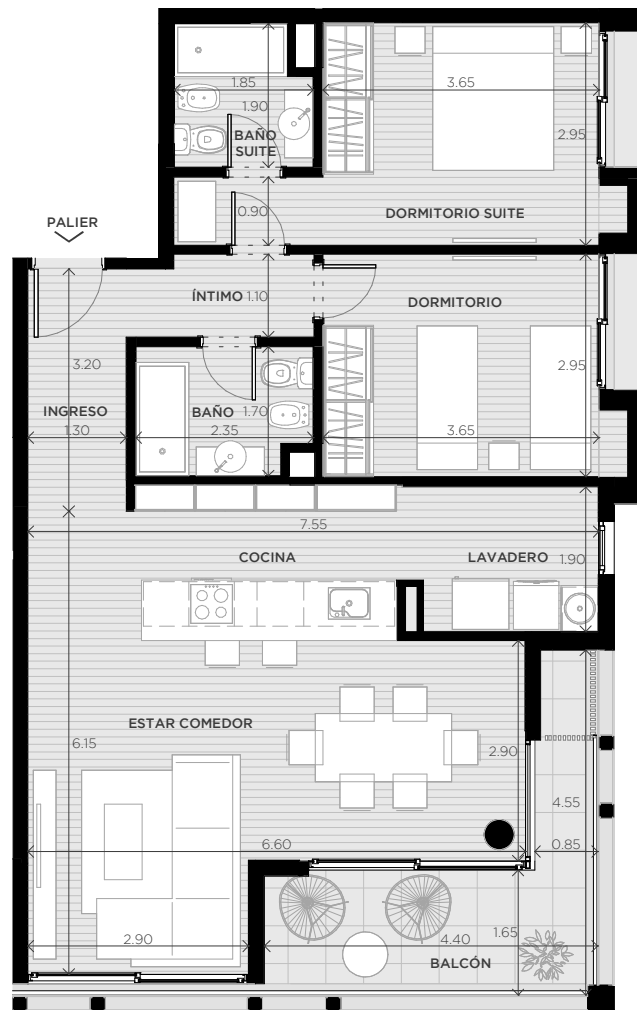 1.85
3.65
1.90
BAÑO
SUITE
2.95
0.90
DORMITORIO SUITE
PALIER
ÍNTIMO 1.10
DORMITORIO
3.20
2.95
INGRESO
BAÑO 1.70
1.30
2.35
3.65
7.55
COCINA
LAVADERO 1.90
ESTAR COMEDOR
6.15
2.90
4.55
6.60
0.85
1.65
2.90
4.40
BALCÓN